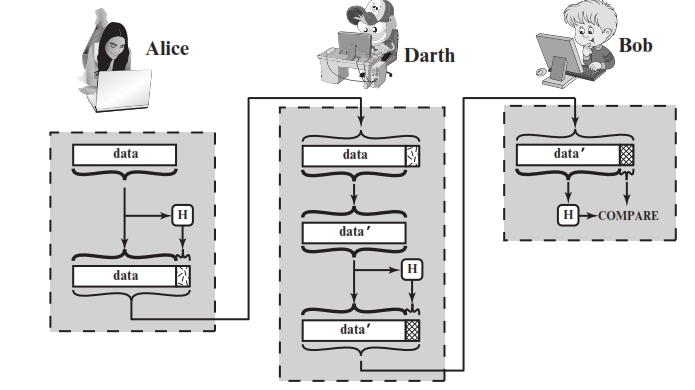 Alice
data
H
data
Darth
data
data′
H
data′
Bob
data′
H
COMPARE